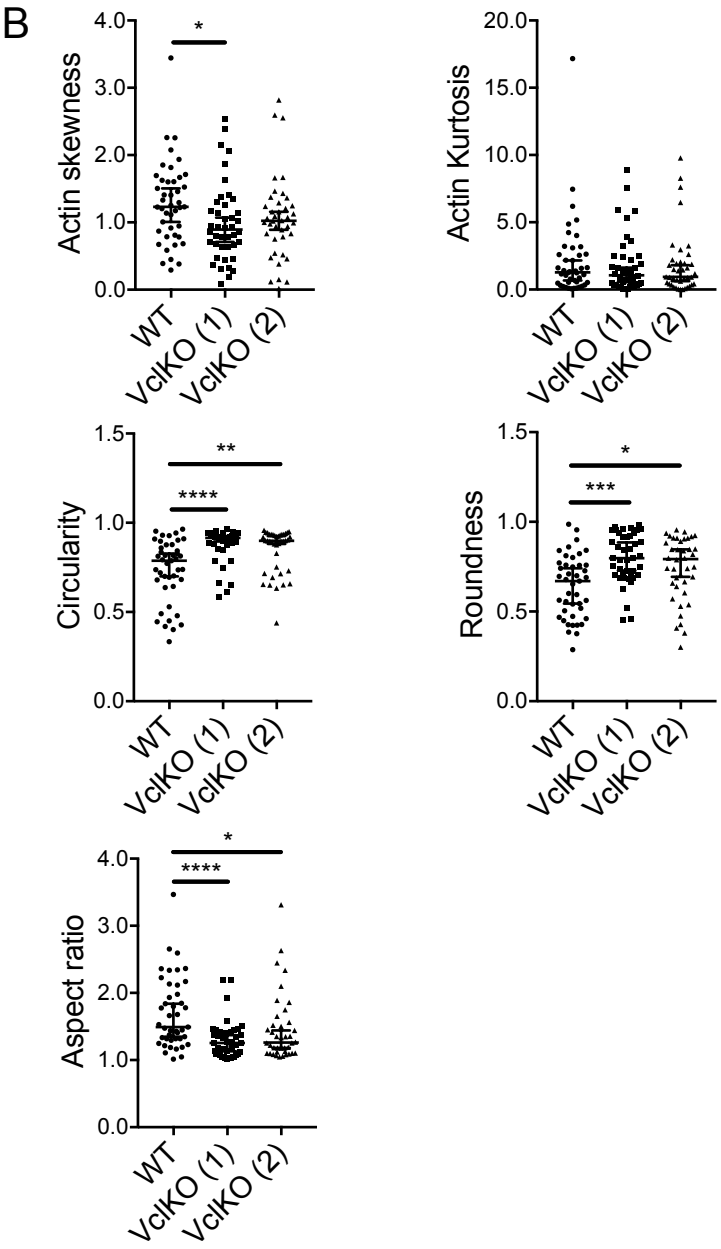 B
Actin skewness
4.0
3.0
2.0
1.0
0.0
*
WT
VclKO (1)
VclKO (2)
Actin Kurtosis
20.0
15.0
10.0
5.0
0.0
WT
VclKO (1)
VclKO (2)
Circularity
1.5
1.0
0.5
0.0
**
****
WT
VclKO (1)
VclKO (2)
Roundness
1.5
1.0
0.5
0.0
*
***
WT
VclKO (1)
VclKO (2)
Aspect ratio
4.0
3.0
2.0
1.0
0.0
*
****
WT
VclKO (1)
VclKO (2)